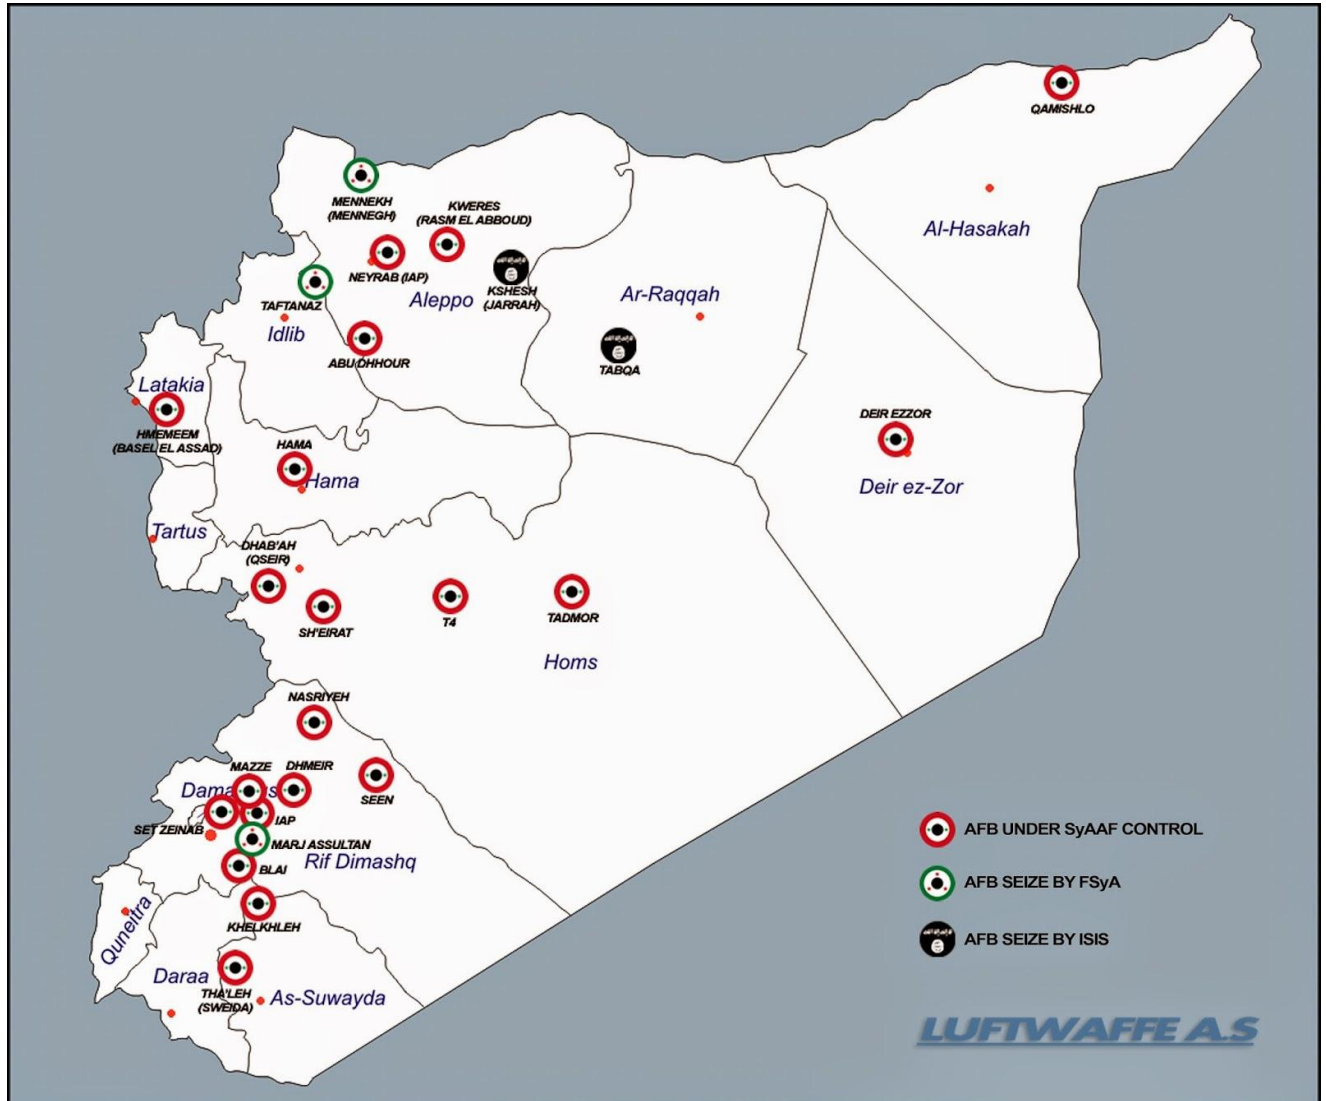 QAMISHLO
MENNEKH
(MENNEGH)
KWERES
(RASM EL ABBOUD)
Al-Hasakah
NEYRAB (IAP)
KSHESH
(JARRAH)
Aleppo
Ar-Raqqah
TAFTANAZ
Idlib
ABU DHHOUR
TABQA
Latakia
HMEMEEM
(BASEL EL ASSAD)
DEIR EZZOR
HAMA
Hama
Deir ez-Zor
Tartus
DHAB'AH
(QSEIR)
SH'EIRAT
T4
TADMOR
Homs
NASRIYEH
MAZZE
DHMEIR
SEEN
SET ZEINAB
IAP
MARJ ASSULTAN
Rif Dimashq
BLAI
KHELKHLEH
Quneitra
Daraa
THA'LEH
(SWEIDA)
As-Suwayda
AFB UNDER SyAAF CONTROL
AFB SEIZE BY FSyA
AFB SEIZE BY ISIS
LUFTWAFFE A.S